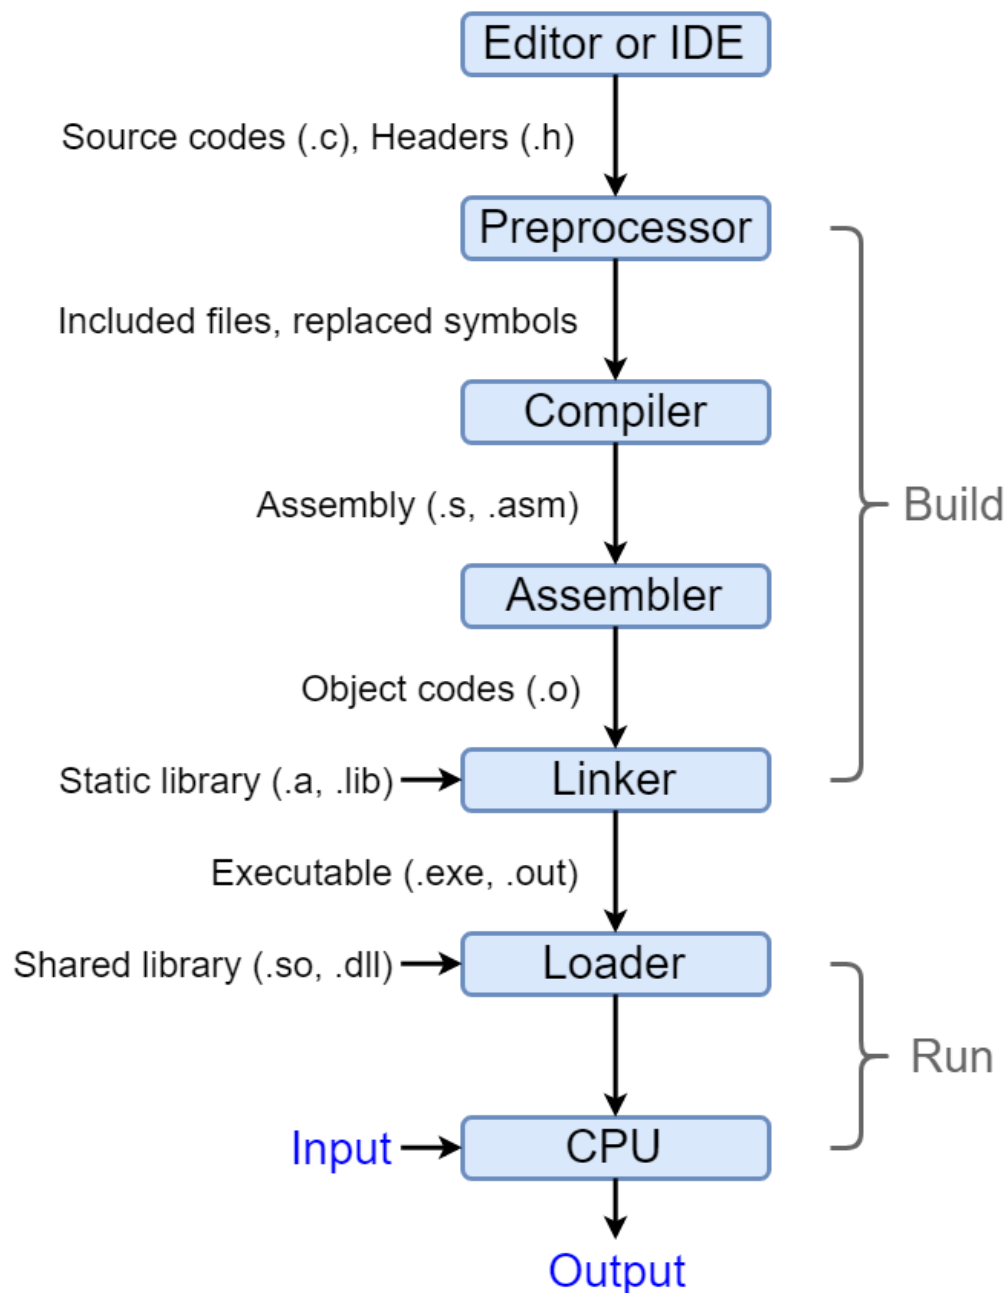 Editor or IDE
Source codes (.c), Headers (.h)
Preprocessor
Included files, replaced symbols
Compiler
Assembly (.s, .asm)
Build
Assembler
Object codes (.o)
Static library (.a, .lib)
Linker
Executable (.exe, .out)
Shared library (.so, .dll)
Loader
Run
Input
CPU
Output